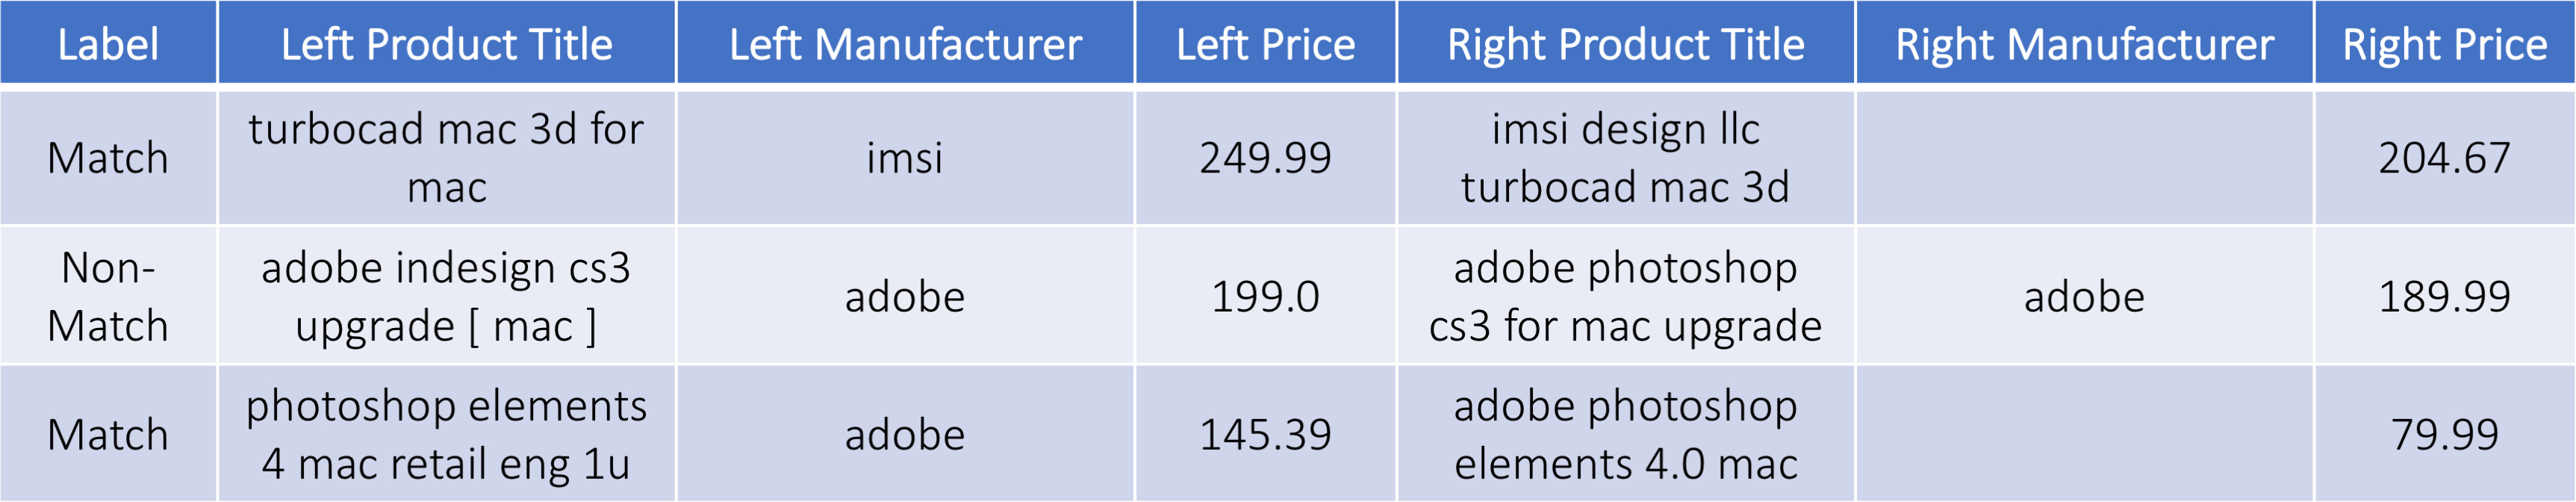 Label Left Product Title Left Manufacturer Left Price Right Product Title Right Manufacturer Right Price
Match
turbocad mac 3d for
mac
imsi
249.99
imsi design llc
turbocad mac 3d
204.67
Non-
Match
adobe indesign cs3
upgrade [ mac ]
adobe
199.0
adobe photoshop
cs3 for mac upgrade
adobe
189.99
Match
photoshop elements
4 mac retail eng 1u
adobe
145.39
adobe photoshop
elements 4.0 mac
79.99